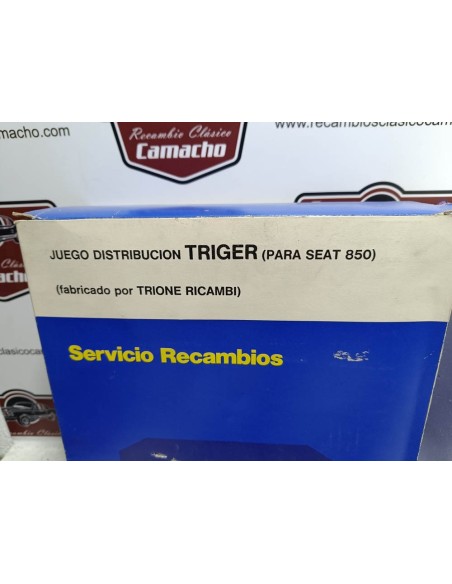 Recambio Clásico
Camacho
macho.com
www.recambiosclasicocam
JUEGO DISTRIBUCION TRIGER (PARA SEAT 850)
(fabricado por TRIONE RICAMBI)
lasicoca
Servicio Recambios